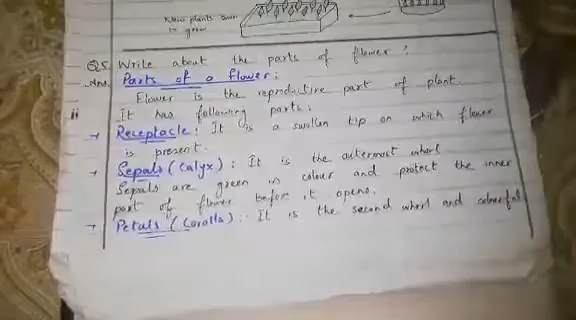 New plants seen
to grow
Q5. Write about the parts of flower?
Ans. Parts of a flower:
Flower is the reproductive part of plant.
ii It has following parts:
→ Receptacle: It is a swollen tip on which flower
is present.
→ Sepals (Calyx): It is the outermost whorl
Sepals are green in colour and protect the inner
part of flower before it opens.
→ Petals (Corolla): It is the second whorl and colourful